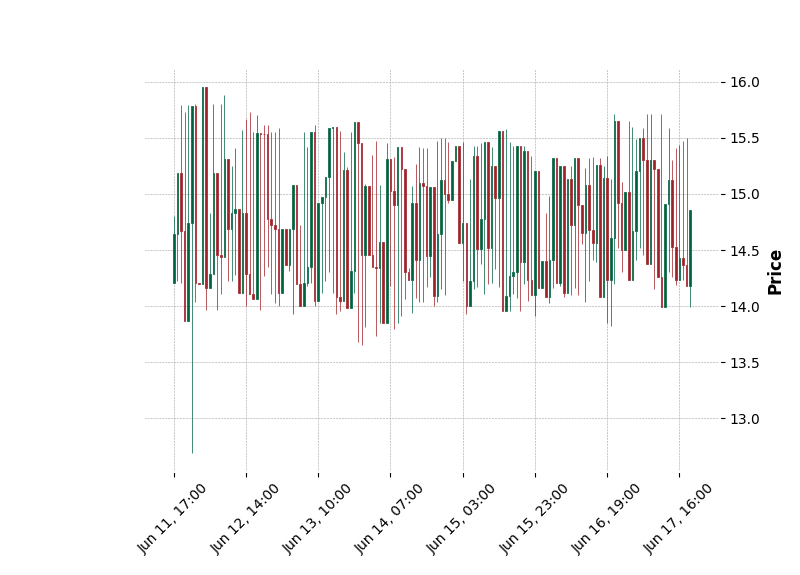 16.0
15.5
15.0
14.5
14.0
13.5
13.0
Price
Jun 11, 17:00
Jun 12, 14:00
Jun 13, 10:00
Jun 14, 07:00
Jun 15, 03:00
Jun 15, 23:00
Jun 16, 19:00
Jun 17, 16:00